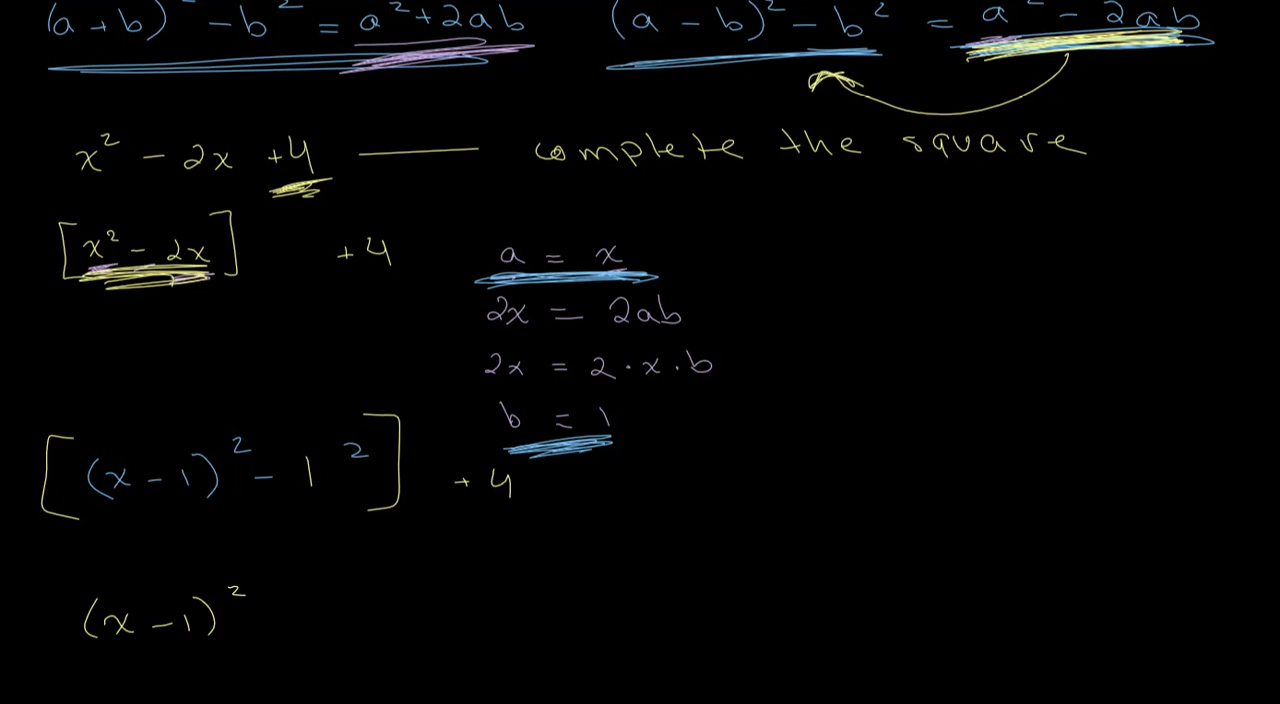 (a + b)² - b² = a² + 2ab (a - b)² - b² = a² - 2ab
x² - 2x + 4 — complete the square
[x² - 2x] + 4
a = x
2x = 2ab
2x = 2 · x · b
b = 1
[(x - 1)² - 1²] + 4
(x - 1)²